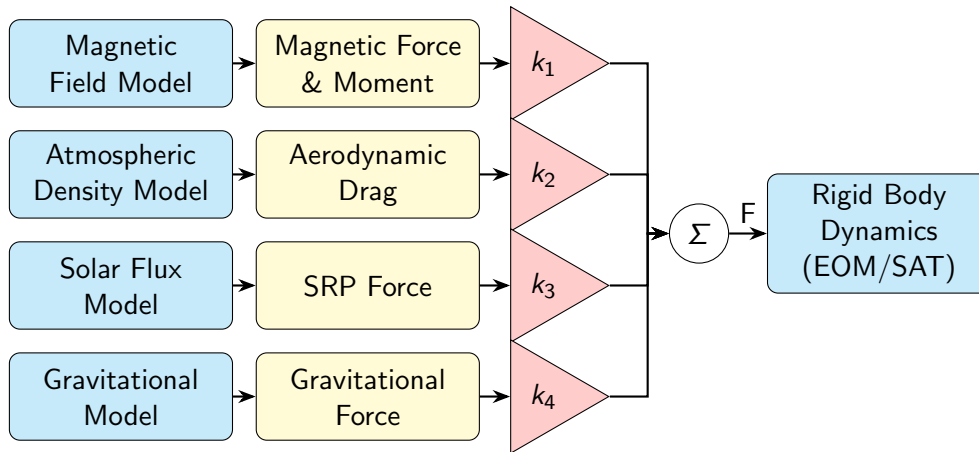 Magnetic
Field Model
Magnetic Force
& Moment
k1
Atmospheric
Density Model
Aerodynamic
Drag
k2
Solar Flux
Model
SRP Force
k3
Gravitational
Model
Gravitational
Force
k4
Σ
F
Rigid Body
Dynamics
(EOM/SAT)